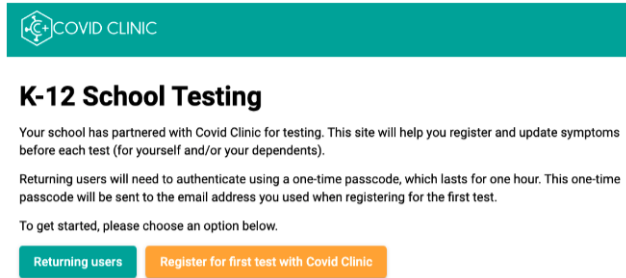 COVID CLINIC
K-12 School Testing
Your school has partnered with Covid Clinic for testing. This site will help you register and update symptoms
before each test (for yourself and/or your dependents).
Returning users will need to authenticate using a one-time passcode, which lasts for one hour. This one-time
passcode will be sent to the email address you used when registering for the first test.
To get started, please choose an option below.
Returning users Register for first test with Covid Clinic